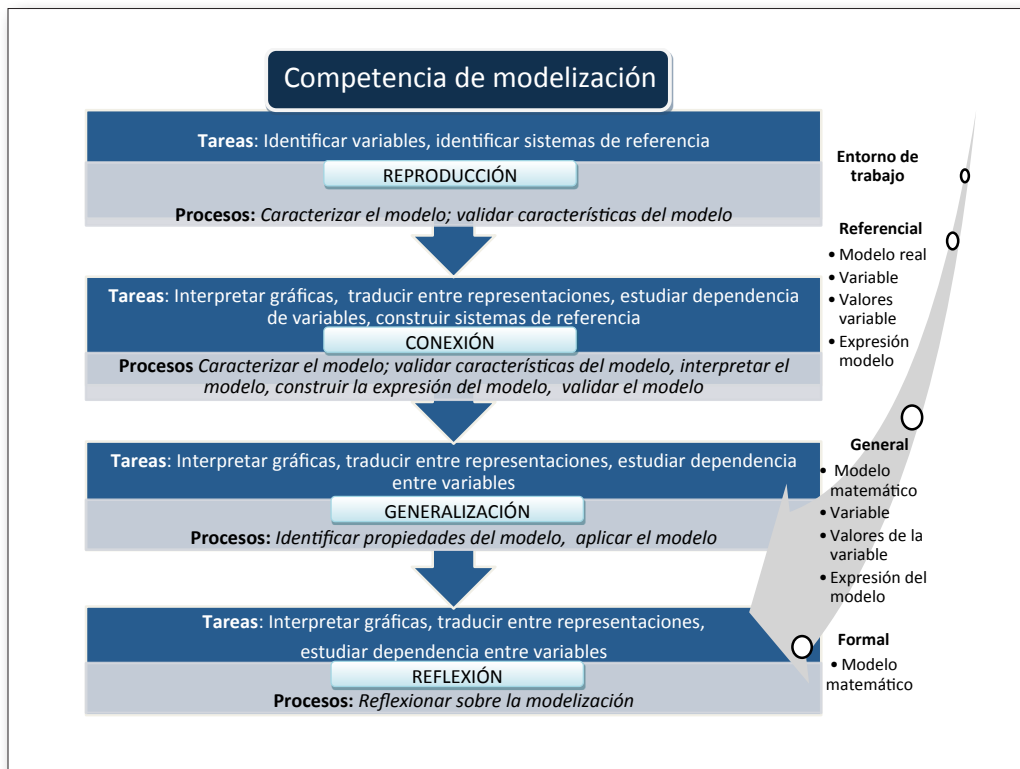 Competencia de modelización
Tareas: Identificar variables, identificar sistemas de referencia
REPRODUCCIÓN
Procesos: Caracterizar el modelo; validar características del modelo
Tareas: Interpretar gráficas, traducir entre representaciones, estudiar dependencia
de variables, construir sistemas de referencia
CONEXIÓN
Procesos Caracterizar el modelo; validar características del modelo, interpretar el
modelo, construir la expresión del modelo, validar el modelo
Tareas: Interpretar gráficas, traducir entre representaciones, estudiar dependencia
entre variables
GENERALIZACIÓN
Procesos: Identificar propiedades del modelo, aplicar el modelo
Tareas: Interpretar gráficas, traducir entre representaciones,
estudiar dependencia entre variables
REFLEXIÓN
Procesos: Reflexionar sobre la modelización
Entorno de
trabajo
Referencial
• Modelo real
• Variable
• Valores
variable
• Expresión
modelo
General
• Modelo
matemático
• Variable
• Valores de la
variable
• Expresión del
modelo
Formal
• Modelo
matemático